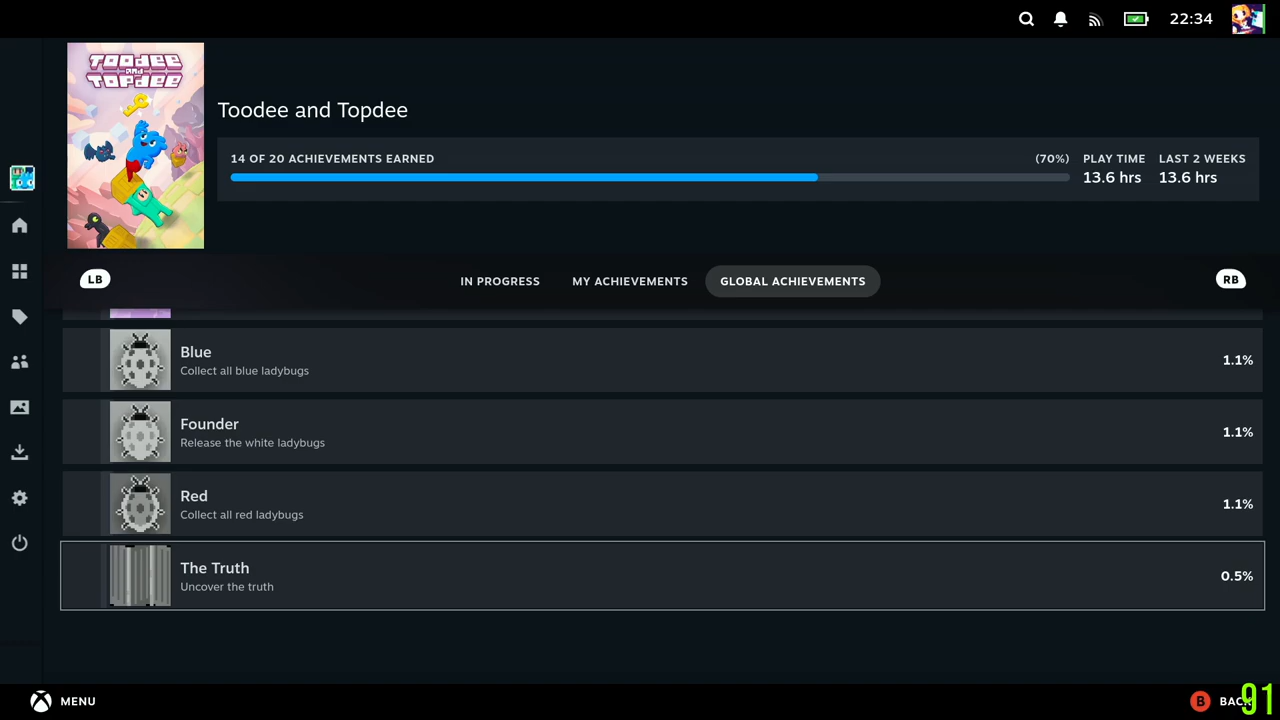 22:34
TOODEE
AND
TOPDEE
Toodee and Topdee
14 OF 20 ACHIEVEMENTS EARNED
(70%)
PLAY TIME
LAST 2 WEEKS
13.6 hrs
13.6 hrs
LB
IN PROGRESS
MY ACHIEVEMENTS
GLOBAL ACHIEVEMENTS
RB
Blue
Collect all blue ladybugs
1.1%
Founder
Release the white ladybugs
1.1%
Red
Collect all red ladybugs
1.1%
The Truth
Uncover the truth
0.5%
MENU
B
BACK
91